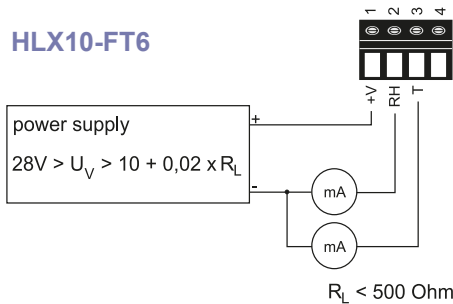 HLX10-FT6
1 2 3 4
+V RH T
power supply
28V > U_V > 10 + 0,02 x R_L
+
-
mA
mA
R_L < 500 Ohm